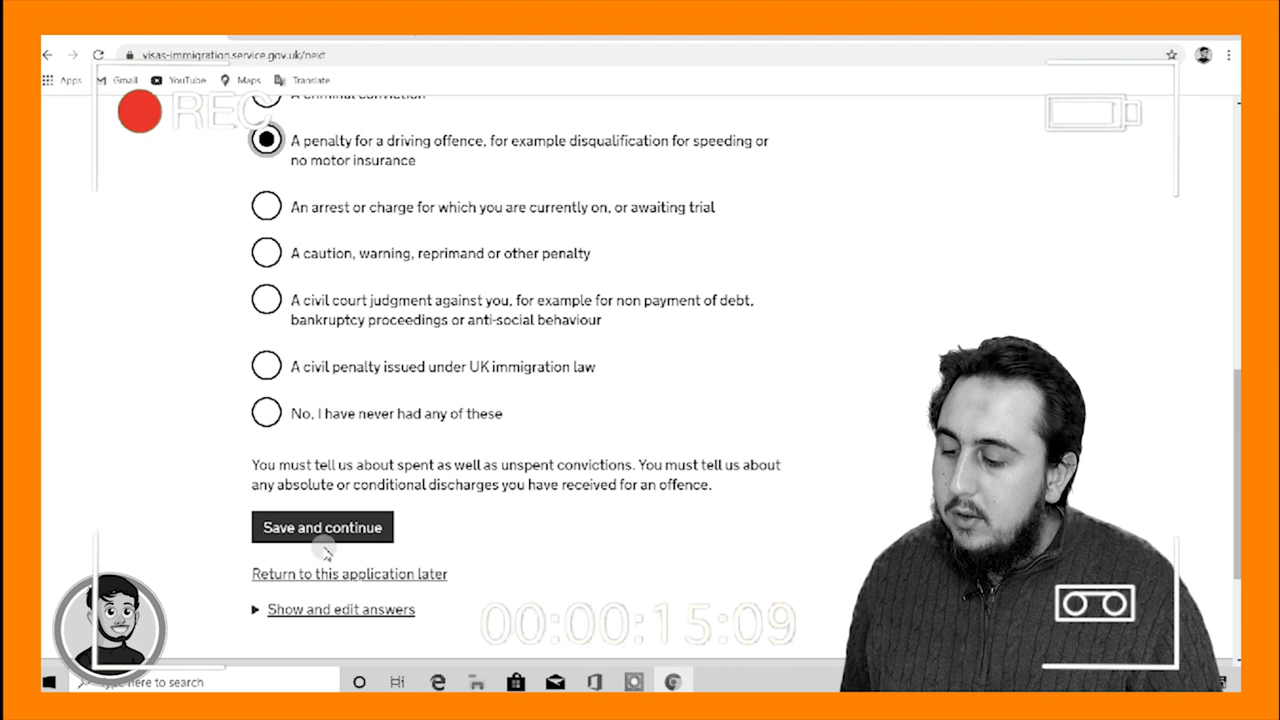 visas-immigration.service.gov.uk/next
Apps Gmail YouTube Maps Translate
REC
A criminal conviction
A penalty for a driving offence, for example disqualification for speeding or
no motor insurance
An arrest or charge for which you are currently on, or awaiting trial
A caution, warning, reprimand or other penalty
A civil court judgment against you, for example for non payment of debt,
bankruptcy proceedings or anti-social behaviour
A civil penalty issued under UK immigration law
No, I have never had any of these
You must tell us about spent as well as unspent convictions. You must tell us about
any absolute or conditional discharges you have received for an offence.
Save and continue
Return to this application later
Show and edit answers
00:00:15:09
Type here to search